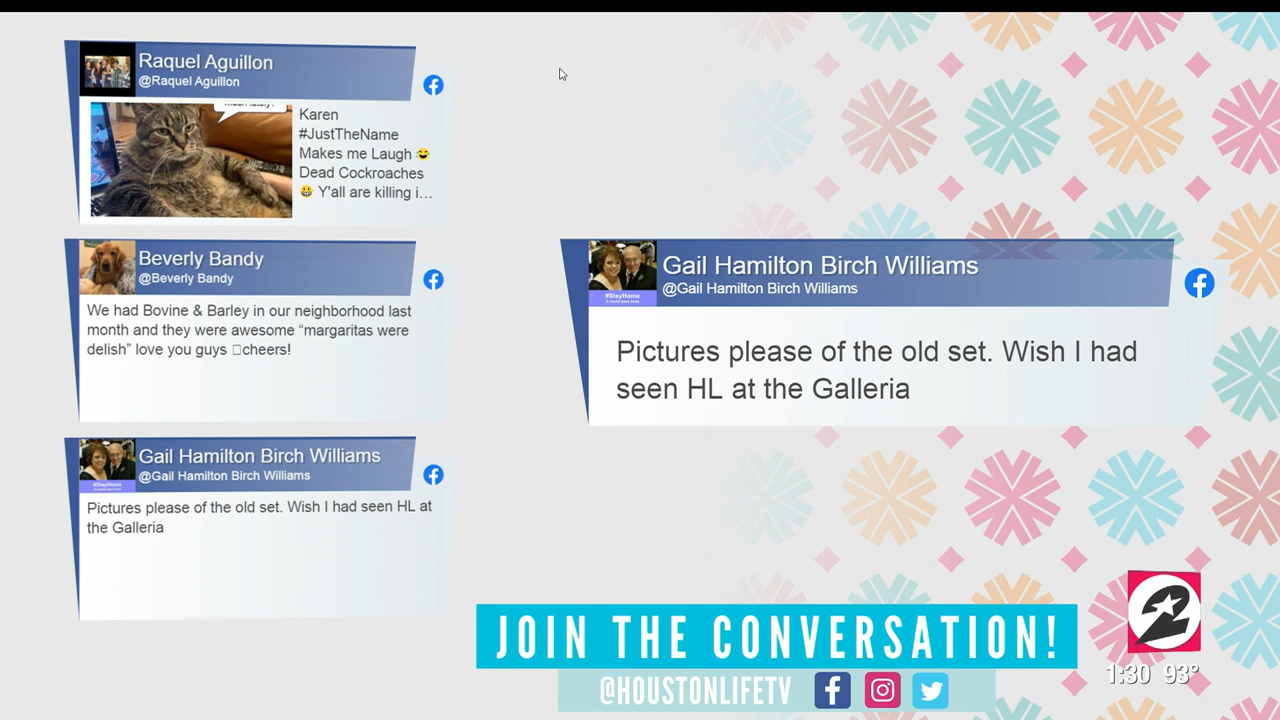 Raquel Aguillon
@Raquel Aguillon
Karen
#JustTheName
Makes me Laugh 😂
Dead Cockroaches
😀 Y'all are killing i…
Beverly Bandy
@Beverly Bandy
We had Bovine & Barley in our neighborhood last
month and they were awesome “margaritas were
delish” love you guys □cheers!
Gail Hamilton Birch Williams
@Gail Hamilton Birch Williams
#StayHome
Pictures please of the old set. Wish I had seen HL at
the Galleria
Gail Hamilton Birch Williams
@Gail Hamilton Birch Williams
#StayHome
Pictures please of the old set. Wish I had
seen HL at the Galleria
JOIN THE CONVERSATION!
@HOUSTONLIFETV
2
1:30 93°